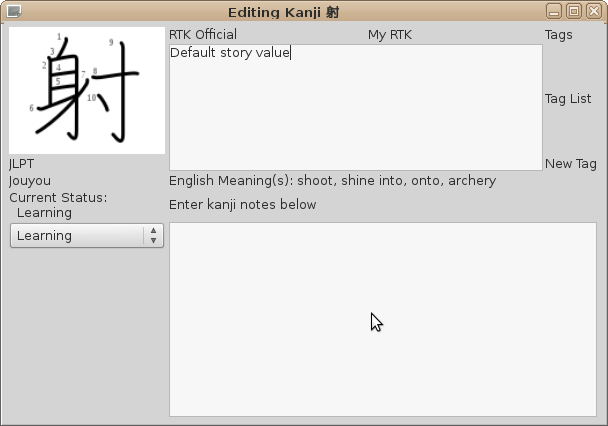 Editing Kanji 射
RTK Official
My RTK
Tags
射
1
2
3
4
5
6
7
8
9
10
Default story value
Tag List
New Tag
JLPT
Jouyou
Current Status:
Learning
Learning
English Meaning(s): shoot, shine into, onto, archery
Enter kanji notes below